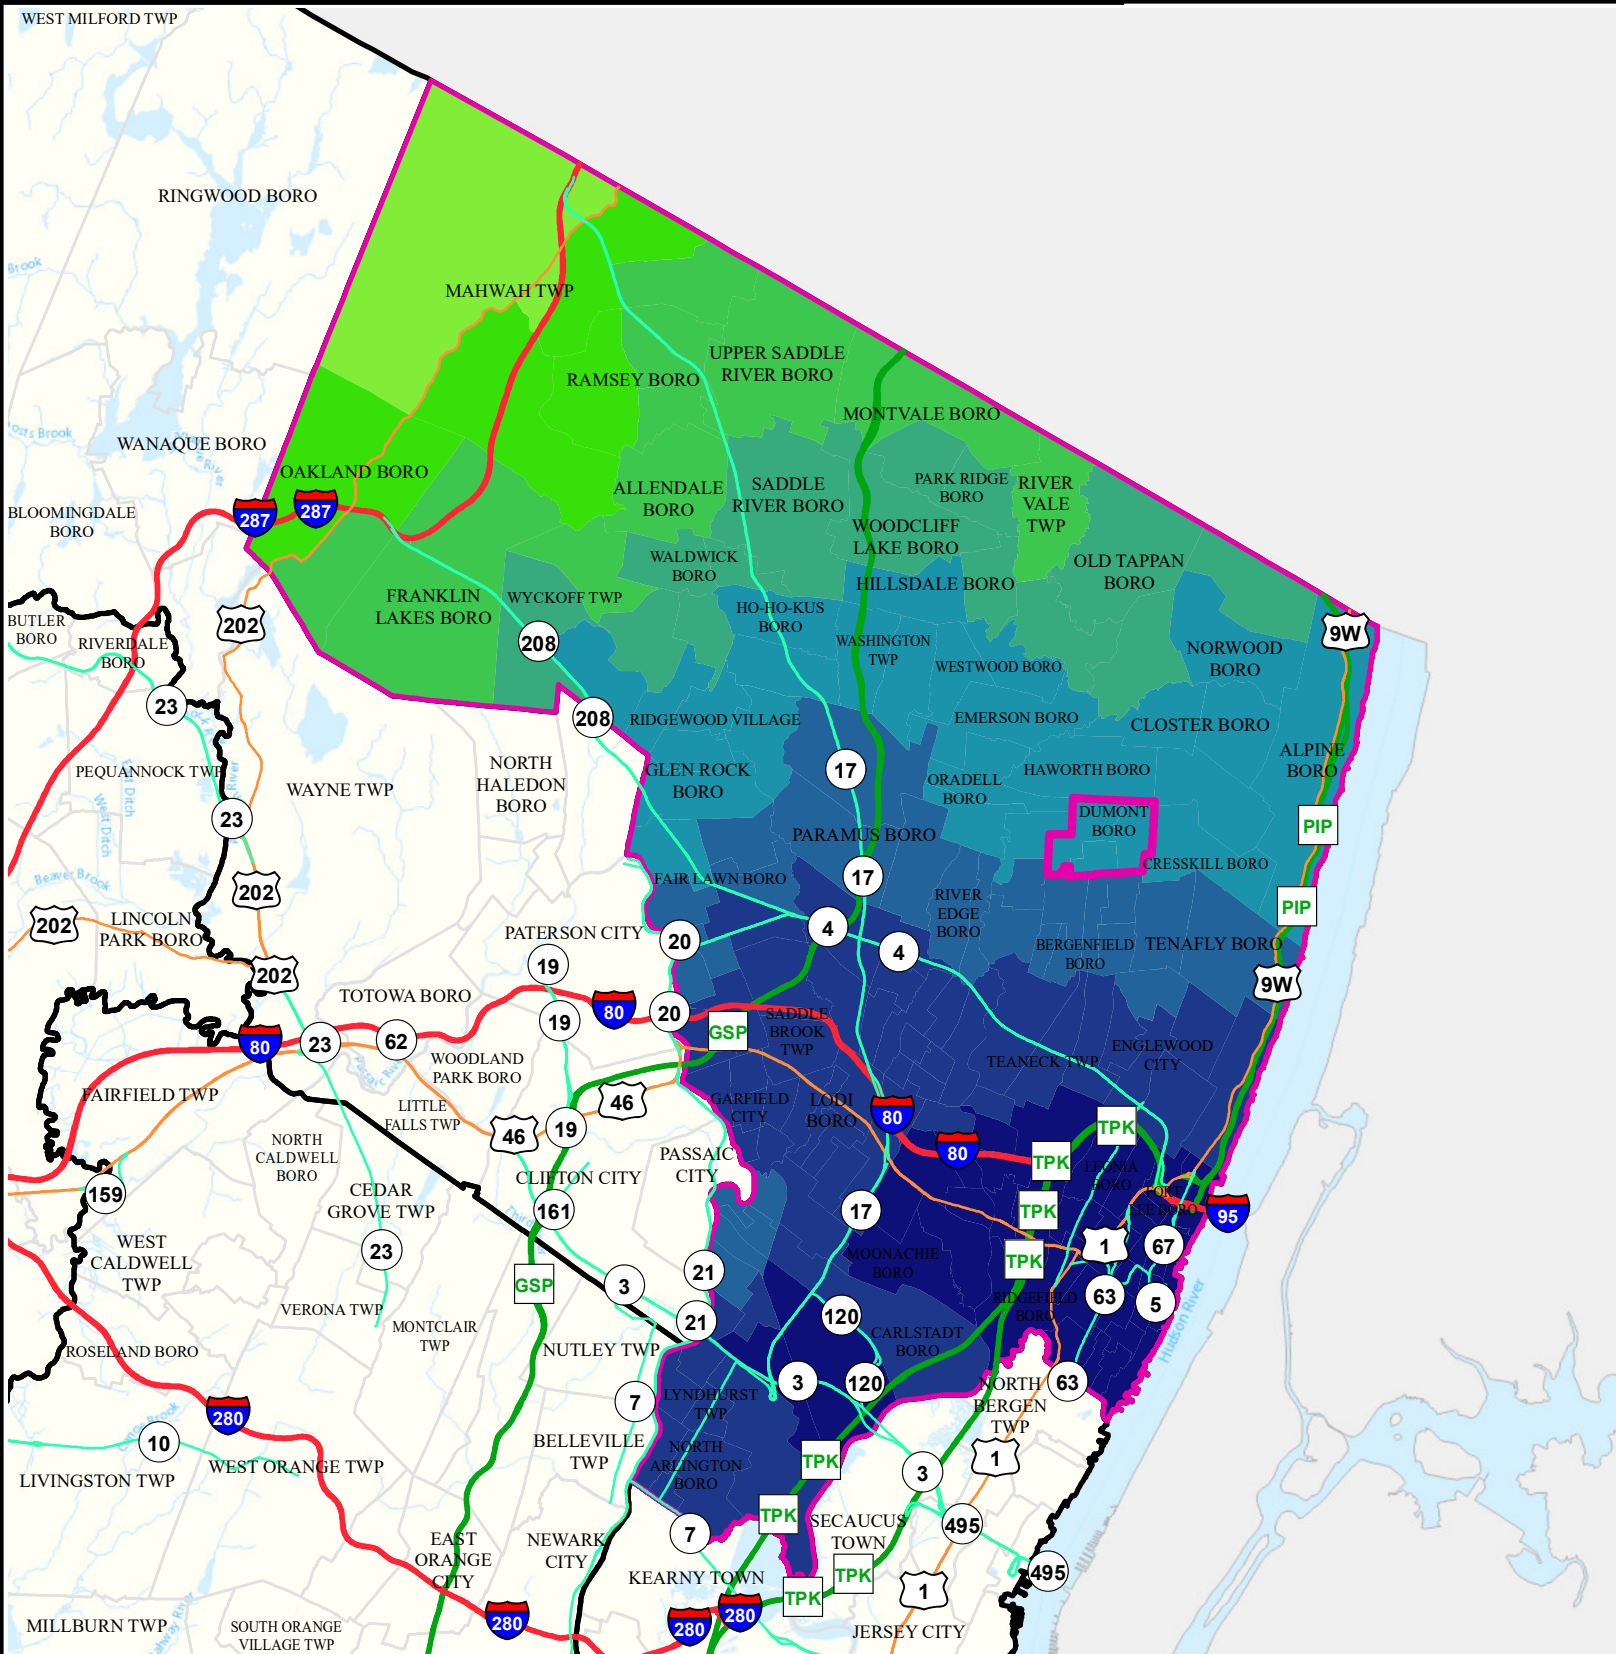 WEST MILFORD TWP
RINGWOOD BORO
Brook
MAHWAH TWP
UPPER SADDLE
RIVER BORO
RAMSEY BORO
MONTVALE BORO
WANAQUE BORO
OAKLAND BORO
ALLENDALE
BORO
SADDLE
RIVER BORO
PARK RIDGE
BORO
RIVER
VALE
TWP
BLOOMINGDALE
BORO
287
287
WOODCLIFF
LAKE BORO
WALDWICK
BORO
OLD TAPPAN
BORO
HILLSDALE BORO
FRANKLIN
LAKES BORO
WYCKOFF TWP
HO-HO-KUS
BORO
BUTLER
BORO
RIVERDALE
BORO
202
208
WASHINGTON
TWP
WESTWOOD BORO
NORWOOD
BORO
9W
23
208
RIDGEWOOD VILLAGE
EMERSON BORO
CLOSTER BORO
ALPINE
BORO
PEQUANNOCK TWP
West Ditch
WAYNE TWP
NORTH
HALEDON
BORO
GLEN ROCK
BORO
17
ORADELL
BORO
HAWORTH BORO
23
DUMONT
BORO
PIP
PARAMUS BORO
CRESSKILL BORO
Beaver Brook
202
FAIR LAWN BORO
17
RIVER
EDGE
BORO
PIP
202
LINCOLN
PARK BORO
PATERSON CITY
20
4
4
BERGENFIELD
BORO
TENAFLY BORO
202
19
9W
TOTOWA BORO
80
20
19
GSP
SADDLE
BROOK
TWP
80
23
62
WOODLAND
PARK BORO
TEANECK TWP
ENGLEWOOD
CITY
FAIRFIELD TWP
LITTLE
FALLS TWP
46
GARFIELD
CITY
LODI
BORO
80
46
19
TPK
NORTH
CALDWELL
BORO
PASSAIC
CITY
80
TPK
LEONIA
BORO
159
CEDAR
GROVE TWP
CLIFTON CITY
161
17
TPK
FORT
LEE BORO
95
WEST
CALDWELL
TWP
23
MOONACHIE
BORO
TPK
1
67
GSP
21
3
RIDGEFIELD
BORO
63
5
VERONA TWP
21
120
Hudson River
MONTCLAIR
TWP
NUTLEY TWP
CARLSTADT
BORO
ROSELAND BORO
3
120
63
NORTH
BERGEN
TWP
7
LYNDHURST
TWP
280
10
BELLEVILLE
TWP
NORTH
ARLINGTON
BORO
TPK
1
3
LIVINGSTON TWP
WEST ORANGE TWP
TPK
SECAUCUS
TOWN
495
7
EAST
ORANGE
CITY
NEWARK
CITY
495
KEARNY TOWN
TPK
TPK
1
280
280
280
MILLBURN TWP
SOUTH ORANGE
VILLAGE TWP
JERSEY CITY